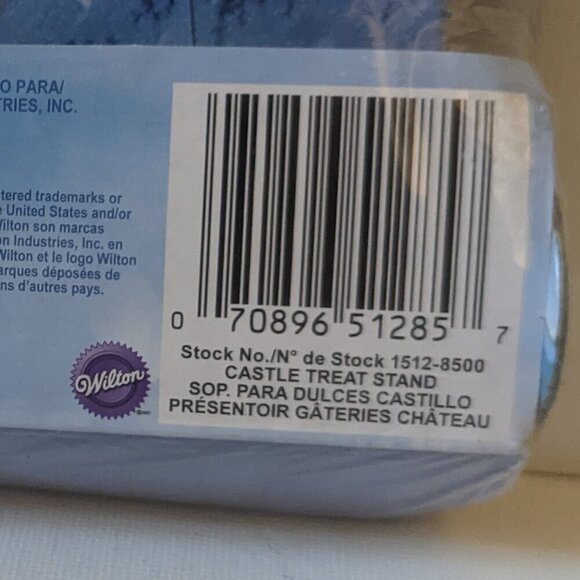 O PARA/
TRIES, INC.
tered trademarks or
e United States and/or
Wilton son marcas
on Industries, Inc. en
Wilton et le logo Wilton
arques déposées de
ns d'autres pays.
Wilton
0 70896 51285 7
Stock No./N° de Stock 1512-8500
CASTLE TREAT STAND
SOP. PARA DULCES CASTILLO
PRÉSENTOIR GÂTERIES CHÂTEAU